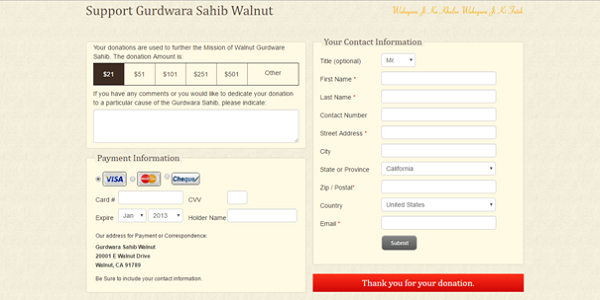 Support Gurdwara Sahib Walnut
Waheguru Ji Ka Khalsa Waheguru Ji Ki Fateh
Your donations are used to further the Mission of Walnut Gurdware
Sahib. The donation Amount is:
$21 $51 $101 $251 $501 Other
If you have any comments or you would like to dedicate your donation
to a particular cause of the Gurdwara Sahib, please indicate:
Payment Information
VISA MasterCard Cheque
Card # CVV
Expire Jan 2013 Holder Name
Our address for Payment or Correspondence:
Gurdwara Sahib Walnut
20001 E Walnut Drive
Walnut, CA 91789
Be Sure to include your contact information.
Your Contact Information
Title (optional) Mr.
First Name *
Last Name *
Contact Number
Street Address *
City
State or Province California
Zip / Postal*
Country United States
Email *
Submit
Thank you for your donation.